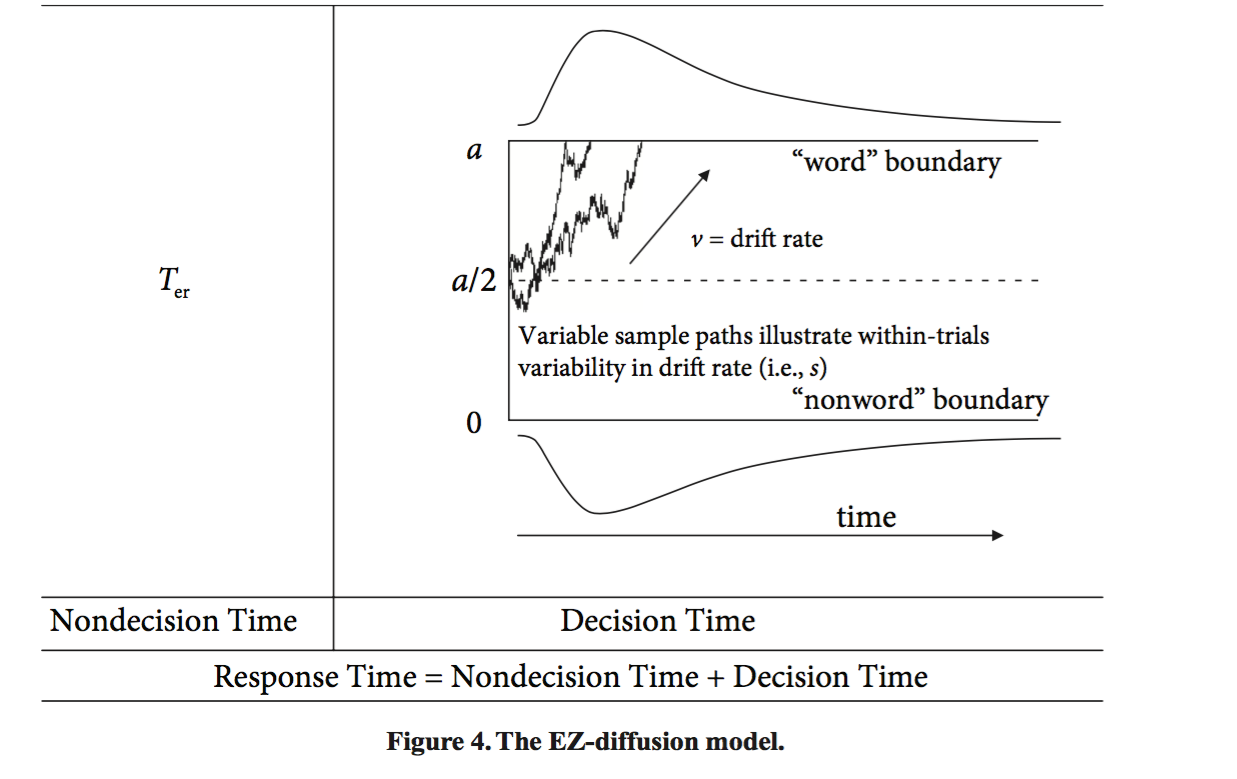 a
“word” boundary
v = drift rate
T_er
a/2
Variable sample paths illustrate within-trials
variability in drift rate (i.e., s)
“nonword” boundary
0
time
Nondecision Time
Decision Time
Response Time = Nondecision Time + Decision Time
Figure 4. The EZ-diffusion model.